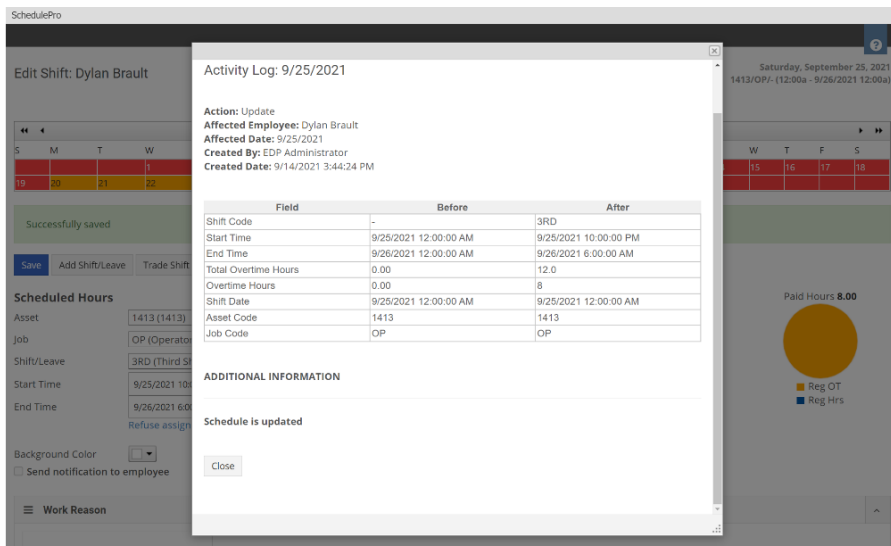 SchedulePro
Edit Shift: Dylan Brault
Saturday, September 25, 2021
1413/OP/- (12:00a - 9/26/2021 12:00a)
S M T W
W T F S
1
15 16 17 18
19 20 21 22
Successfully saved
Save Add Shift/Leave Trade Shift
Scheduled Hours
Asset 1413 (1413)
Job OP (Operator
Shift/Leave 3RD (Third Sh
Start Time 9/25/2021 10:0
End Time 9/26/2021 6:00
Refuse assign
Background Color
Send notification to employee
Work Reason
Paid Hours 8.00
Reg OT
Reg Hrs
Activity Log: 9/25/2021
Action: Update
Affected Employee: Dylan Brault
Affected Date: 9/25/2021
Created By: EDP Administrator
Created Date: 9/14/2021 3:44:24 PM
Field Before After
Shift Code - 3RD
Start Time 9/25/2021 12:00:00 AM 9/25/2021 10:00:00 PM
End Time 9/26/2021 12:00:00 AM 9/26/2021 6:00:00 AM
Total Overtime Hours 0.00 12.0
Overtime Hours 0.00 8
Shift Date 9/25/2021 12:00:00 AM 9/25/2021 12:00:00 AM
Asset Code 1413 1413
Job Code OP OP
ADDITIONAL INFORMATION
Schedule is updated
Close